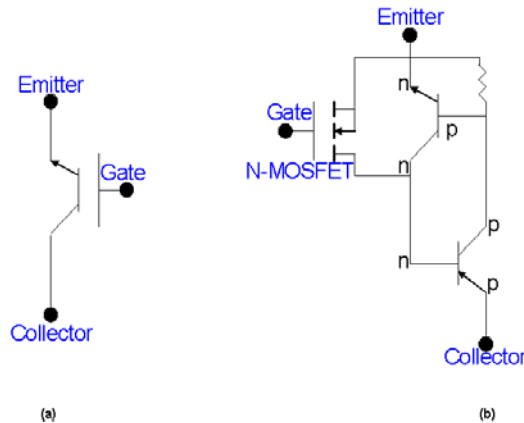 Emitter
Gate
Collector
(a)
Emitter
n
Gate
p
N-MOSFET
n
p
n
p
Collector
(b)